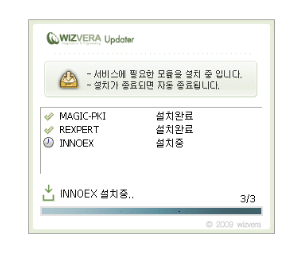 WIZVERA Updater
- 서비스에 필요한 모듈을 설치 중 입니다.
- 설치가 종료되면 자동 종료됩니다.
MAGIC-PKI 설치완료
REXPERT 설치완료
INNOEX 설치중
INNOEX 설치중..
3/3
© 2009 wizvera